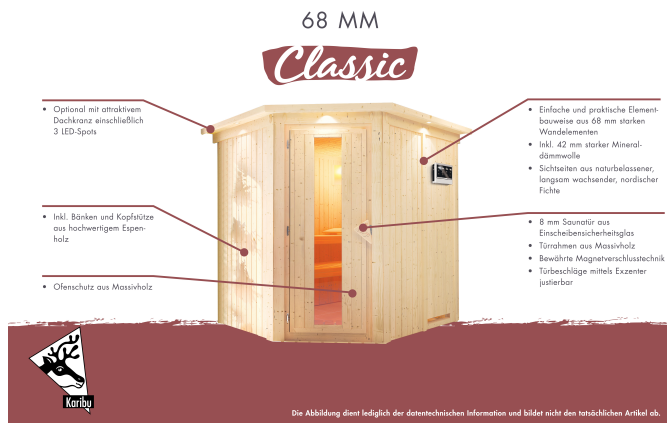 68 MM
Classic
• Optional mit attraktivem
Dachkranz einschließlich
3 LED-Spots
• Inkl. Bänken und Kopfstütze
aus hochwertigem Espen-
holz
• Ofenschutz aus Massivholz
• Einfache und praktische Element-
bauweise aus 68 mm starken
Wandelementen
• Inkl. 42 mm starker Mineral-
dämmwolle
• Sichtseiten aus naturbelassener,
langsam wachsender, nordischer
Fichte
• 8 mm Saunatür aus
Einscheibensicherheitsglas
• Türrahmen aus Massivholz
• Bewährte Magnetverschlusstechnik
• Türbeschläge mittels Exzenter
justierbar
Karibu
Die Abbildung dient lediglich der datentechnischen Information und bildet nicht den tatsächlichen Artikel ab.